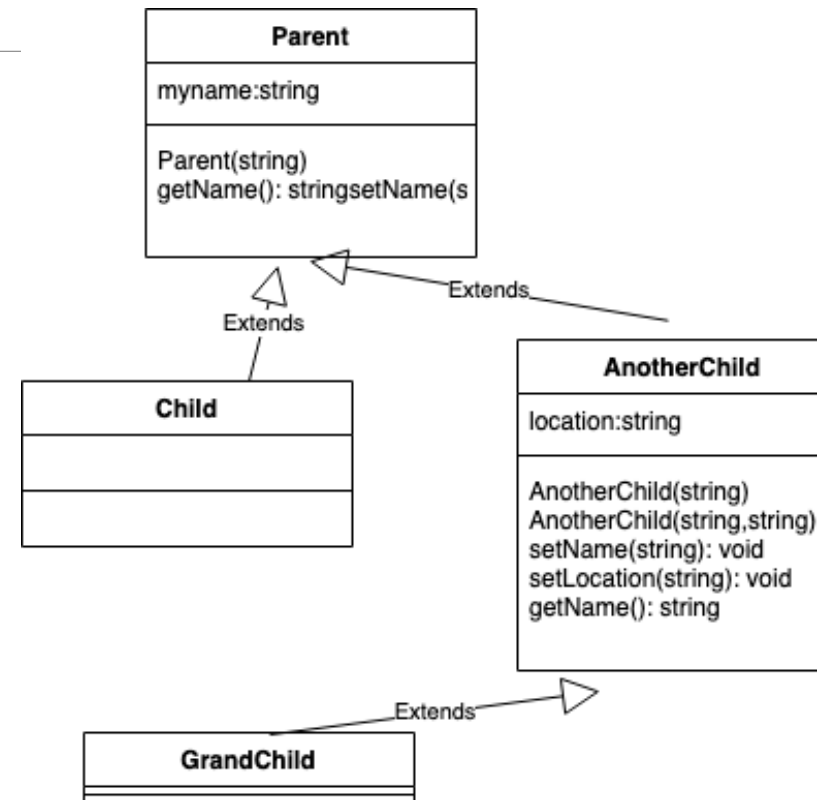 Parent
myname:string
Parent(string)
getName(): stringsetName(s
Extends
Extends
Child
AnotherChild
location:string
AnotherChild(string)
AnotherChild(string,string)
setName(string): void
setLocation(string): void
getName(): string
Extends
GrandChild